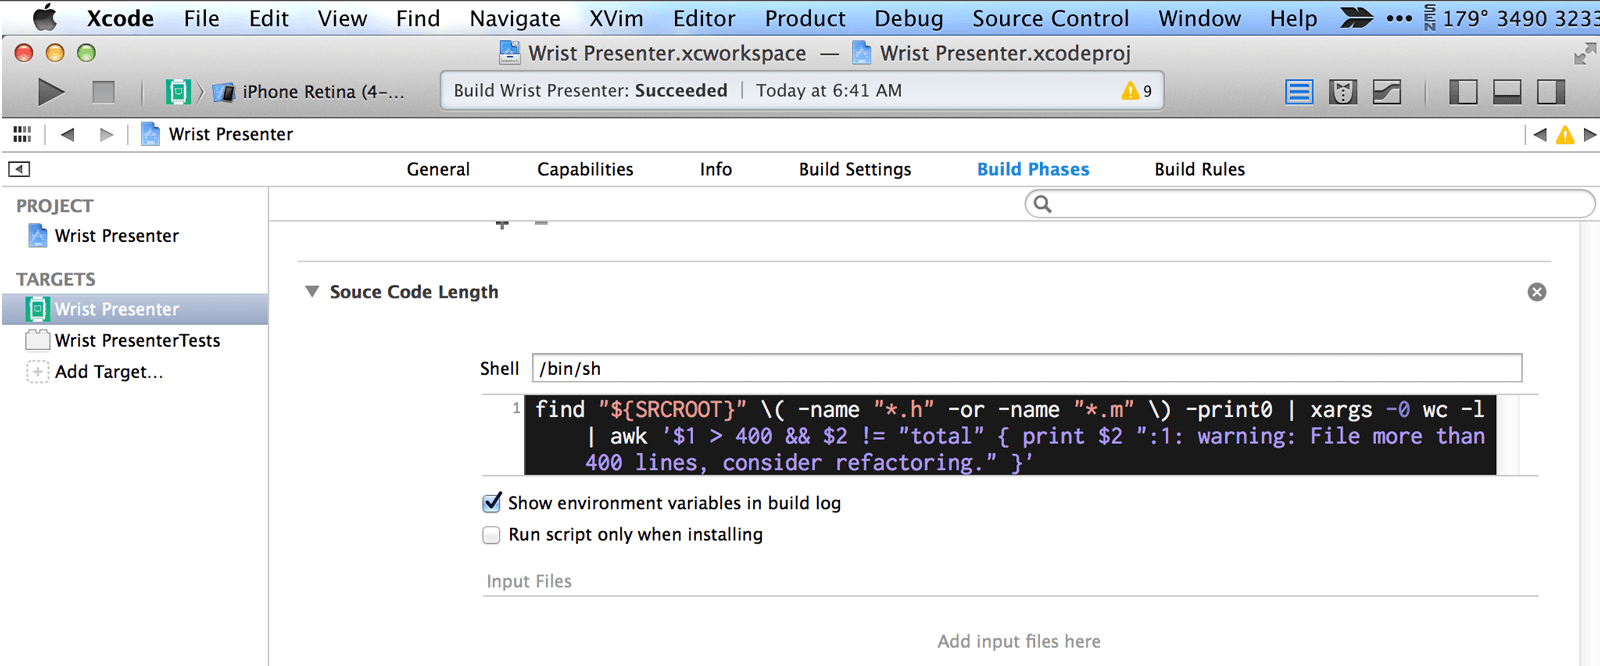 Xcode File Edit View Find Navigate XVim Editor Product Debug Source Control Window Help ••• SEN 179° 3490 3233
Wrist Presenter.xcworkspace — Wrist Presenter.xcodeproj
iPhone Retina (4-... Build Wrist Presenter: Succeeded | Today at 6:41 AM 9
Wrist Presenter
General Capabilities Info Build Settings Build Phases Build Rules
PROJECT
Wrist Presenter
TARGETS
Wrist Presenter
Wrist PresenterTests
Add Target...
+ −
Souce Code Length
Shell /bin/sh
1 find "${SRCROOT}" \( -name "*.h" -or -name "*.m" \) -print0 | xargs -0 wc -l
| awk '$1 > 400 && $2 != "total" { print $2 ":1: warning: File more than
400 lines, consider refactoring." }'
Show environment variables in build log
Run script only when installing
Input Files
Add input files here